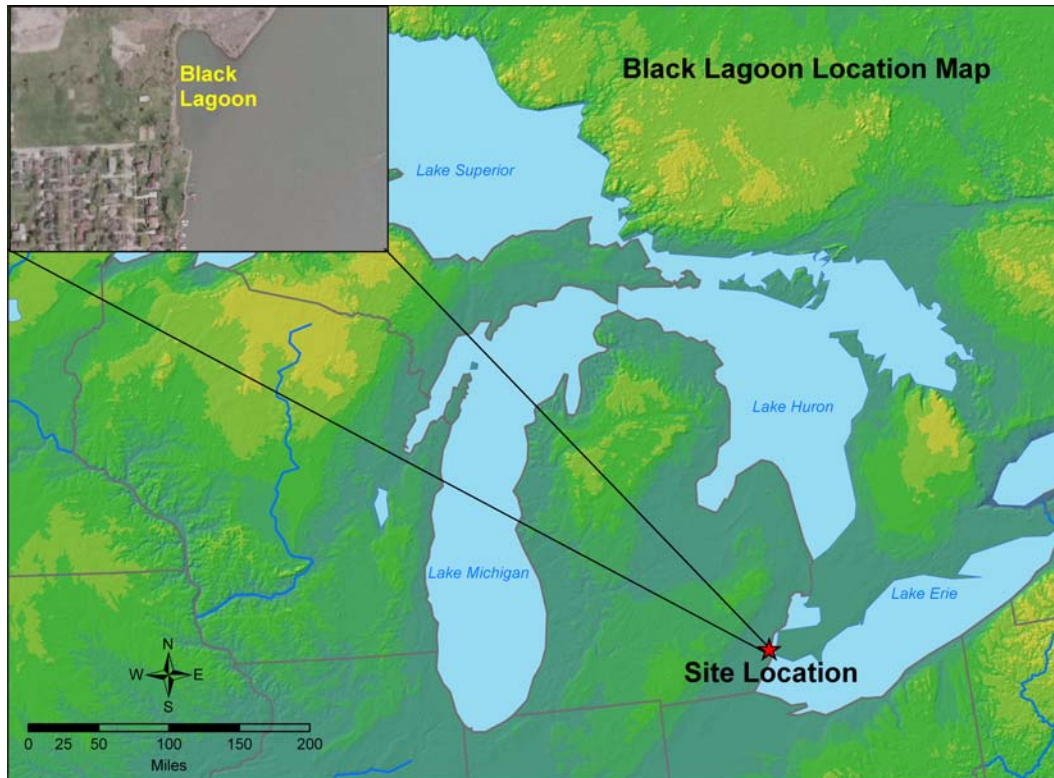 Black
Lagoon
Black Lagoon Location Map
Lake Superior
Lake Huron
Lake Michigan
Lake Erie
Site Location
N
W E
S
0 25 50 100 150 200
Miles